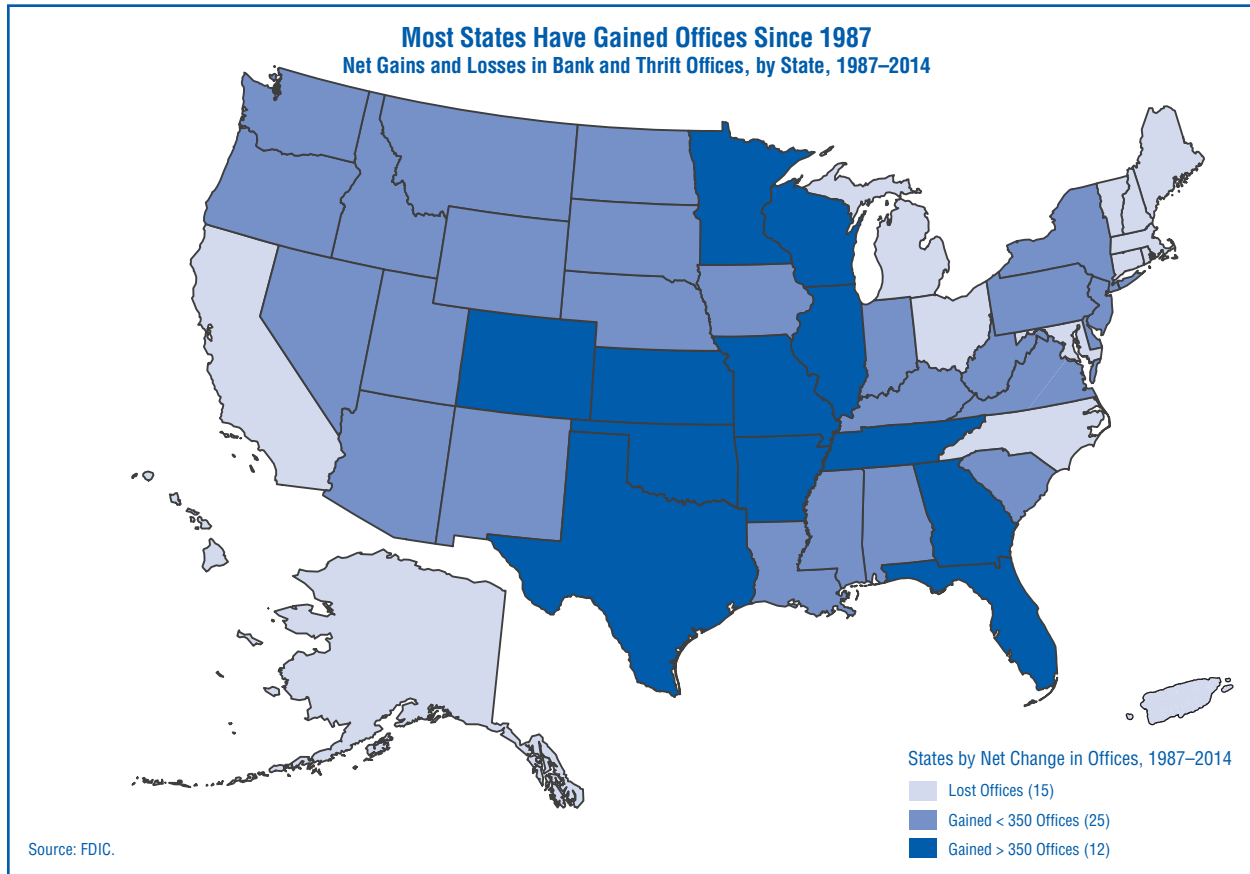 Most States Have Gained Offices Since 1987
Net Gains and Losses in Bank and Thrift Offices, by State, 1987–2014
States by Net Change in Offices, 1987–2014
Lost Offices (15)
Gained < 350 Offices (25)
Gained > 350 Offices (12)
Source: FDIC.